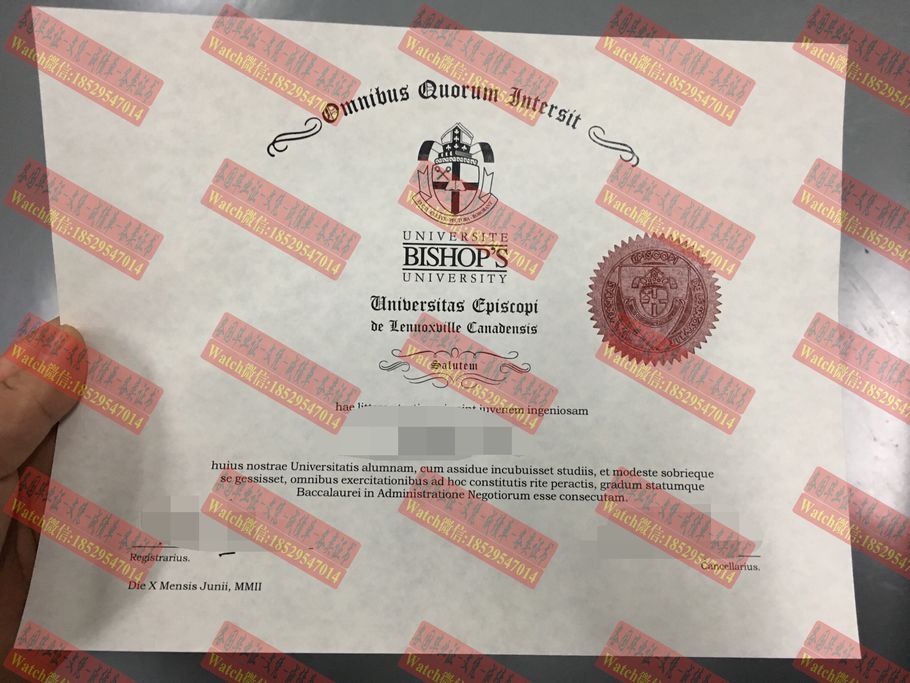 Omnibus Quorum Intersit
UNIVERSITE
BISHOP'S
UNIVERSITY
Universitas Episcopi
de Lennoxville Canadensis
Salutem
EPISCOPI
hae invenem ingeniosam
huius nostrae Universitatis alumnam, cum assidue incubuisset studiis, et modeste sobrieque
se gessisset, omnibus exercitationibus ad hoc constitutis rite peractis, gradum statumque
Baccalaurei in Administratione Negotiorum esse consecutam.
Registrarius.
Cancellarius.
Die X Mensis Junii, MMII
Watch微信:18529547014